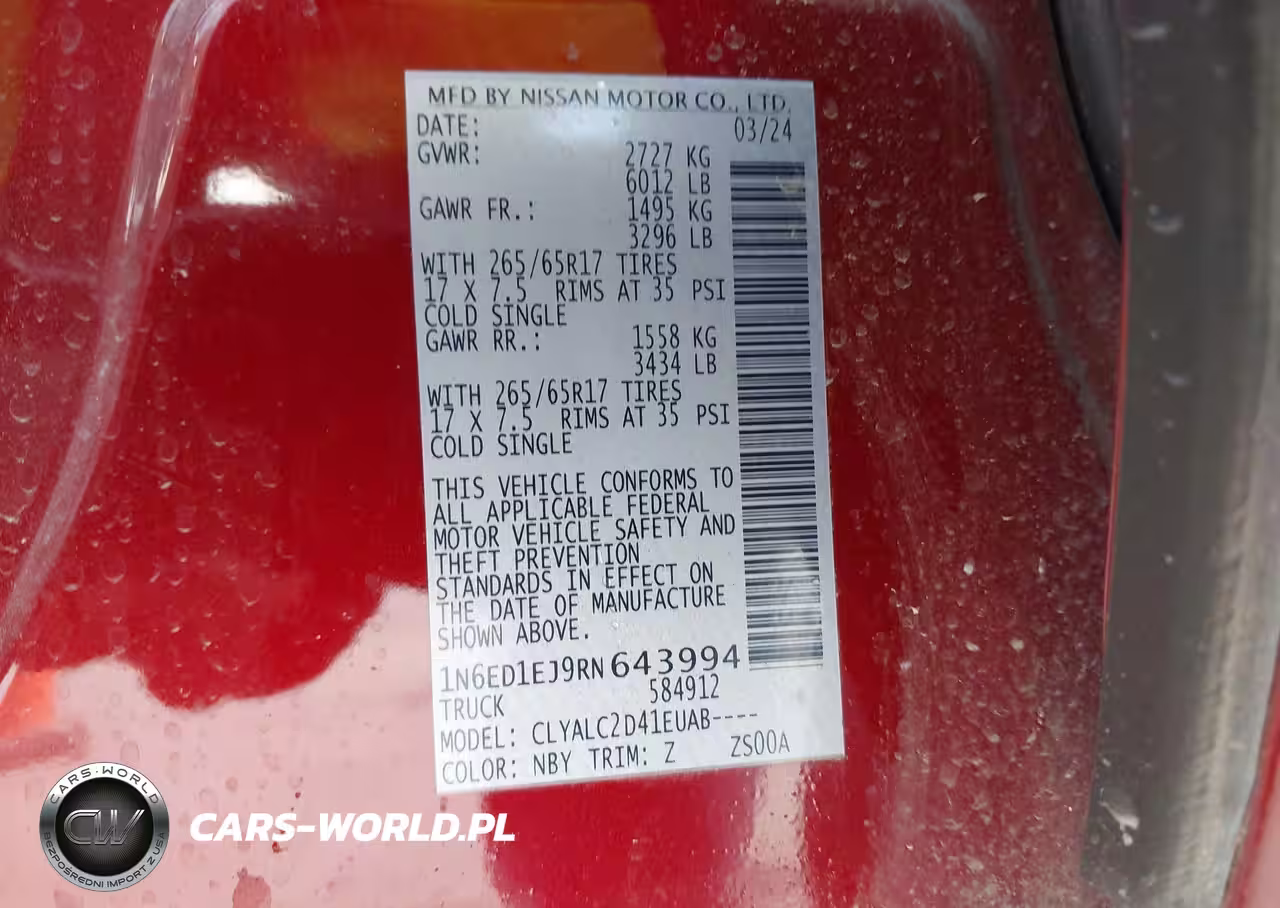 MFD BY NISSAN MOTOR CO., LTD.
DATE: 03/24
GVWR: 2727 KG
6012 LB
GAWR FR.: 1495 KG
3296 LB
WITH 265/65R17 TIRES
17 X 7.5 RIMS AT 35 PSI
COLD SINGLE
GAWR RR.: 1558 KG
3434 LB
WITH 265/65R17 TIRES
17 X 7.5 RIMS AT 35 PSI
COLD SINGLE
THIS VEHICLE CONFORMS TO
ALL APPLICABLE FEDERAL
MOTOR VEHICLE SAFETY AND
THEFT PREVENTION
STANDARDS IN EFFECT ON
THE DATE OF MANUFACTURE
SHOWN ABOVE.
1N6ED1EJ9RN643994
TRUCK 584912
MODEL: CLYALC2D41EUAB----
COLOR: NBY TRIM: Z ZS00A
CARS-WORLD
CW
BEZPOŚREDNI IMPORT Z USA
CARS-WORLD.PL